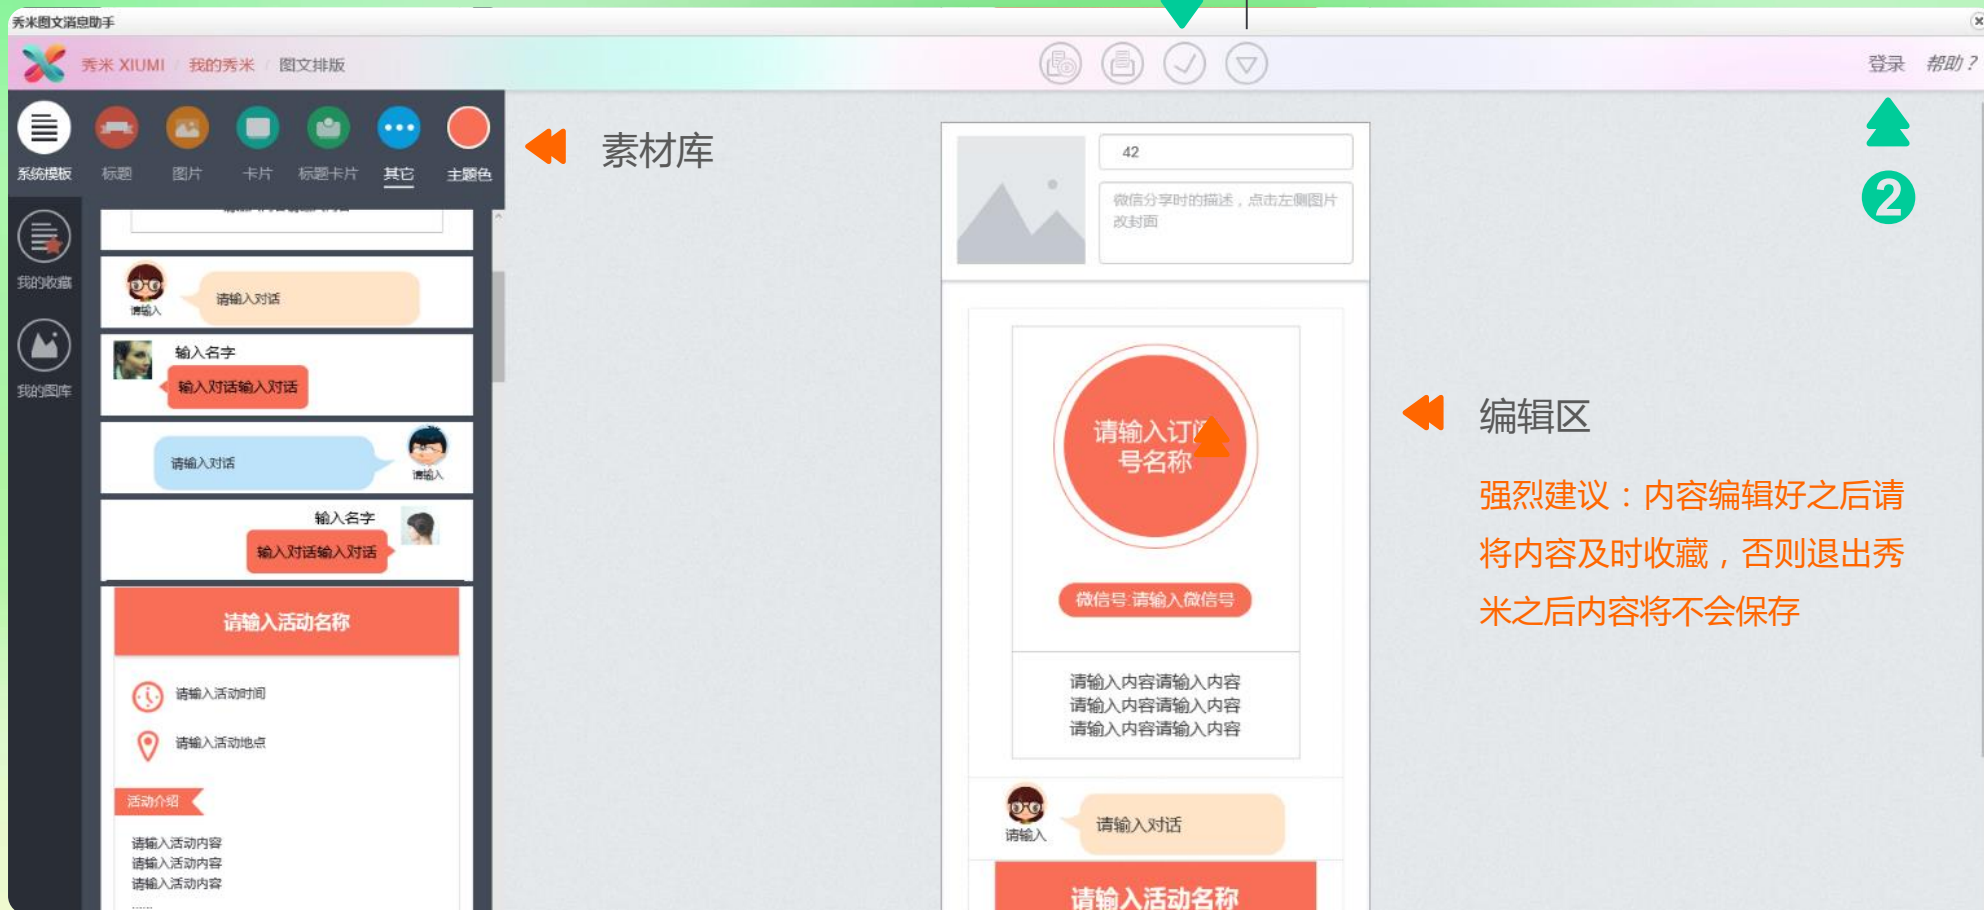 秀米图文消息助手
秀米 XIUMI / 我的秀米 / 图文排版
登录 帮助？
系统模板 标题 图片 卡片 标题卡片 其它 主题色
素材库
2
我的收藏
我的图库
请输入
请输入对话
输入名字
输入对话输入对话
请输入对话
请输入
输入名字
输入对话输入对话
请输入活动名称
请输入活动时间
请输入活动地点
活动介绍
请输入活动内容
请输入活动内容
请输入活动内容
42
微信分享时的描述，点击左侧图片
改封面
请输入订
号名称
微信号:请输入微信号
请输入内容请输入内容
请输入内容请输入内容
请输入内容请输入内容
请输入
请输入对话
请输入活动名称
编辑区
强烈建议：内容编辑好之后请
将内容及时收藏，否则退出秀
米之后内容将不会保存